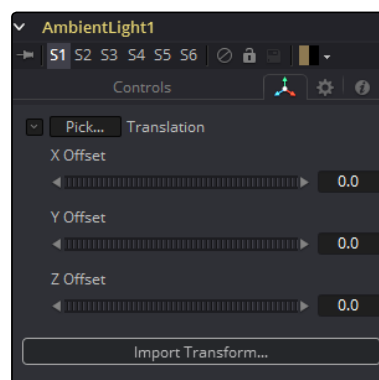 AmbientLight1
S1 S2 S3 S4 S5 S6
Controls
Pick... Translation
X Offset
0.0
Y Offset
0.0
Z Offset
0.0
Import Transform...